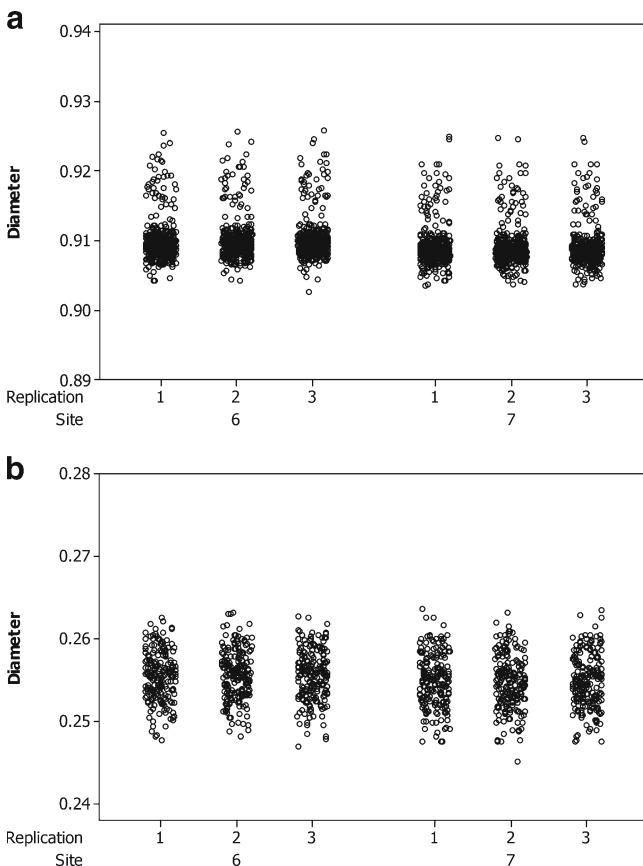 a
0.94
0.93
0.92
0.91
0.90
0.89
Diameter
Replication 1 2 3 1 2 3
Site 6 7
b
0.28
0.27
0.26
0.25
0.24
Diameter
Replication 1 2 3 1 2 3
Site 6 7